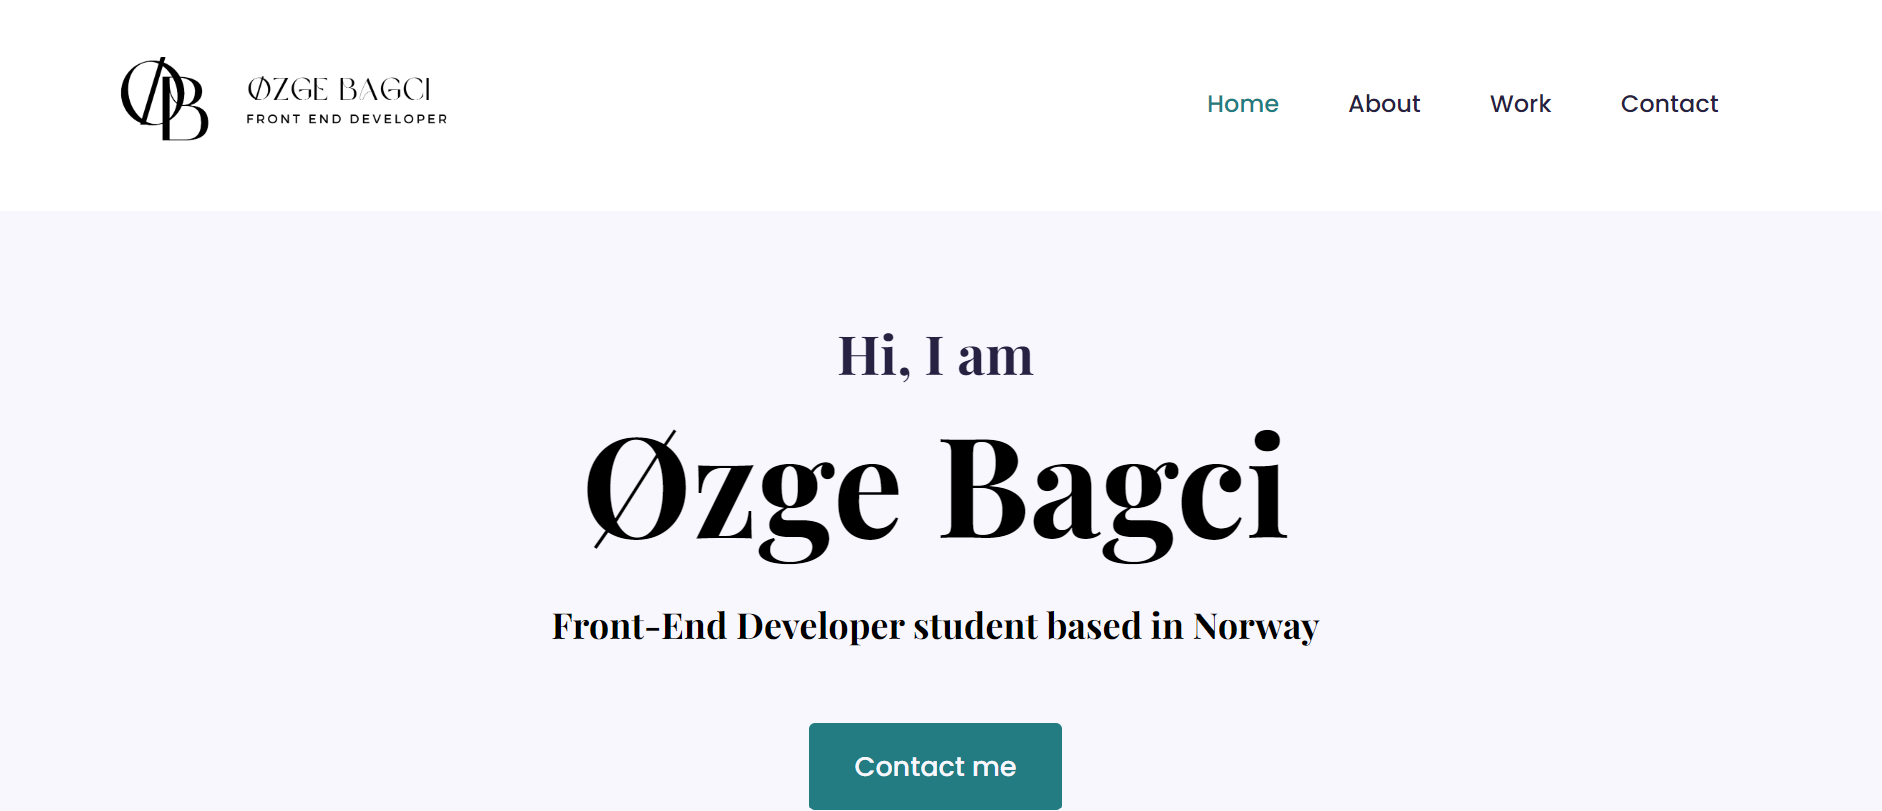 ØB
ØZGE BAGCI
FRONT END DEVELOPER
Home About Work Contact
Hi, I am
Øzge Bagci
Front-End Developer student based in Norway
Contact me